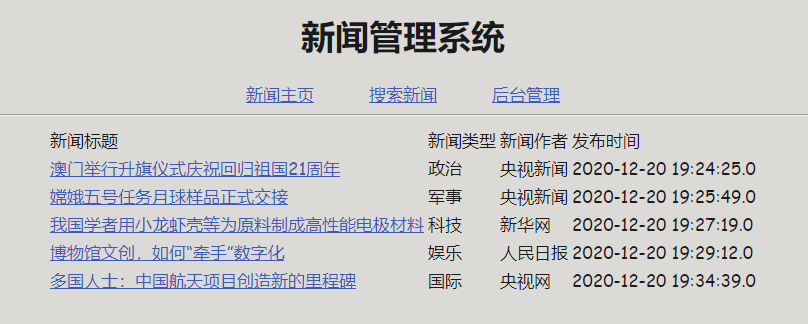 新闻管理系统
新闻主页 搜索新闻 后台管理
新闻标题 新闻类型 新闻作者 发布时间
澳门举行升旗仪式庆祝回归祖国21周年 政治 央视新闻 2020-12-20 19:24:25.0
嫦娥五号任务月球样品正式交接 军事 央视新闻 2020-12-20 19:25:49.0
我国学者用小龙虾壳等为原料制成高性能电极材料 科技 新华网 2020-12-20 19:27:19.0
博物馆文创，如何“牵手”数字化 娱乐 人民日报 2020-12-20 19:29:12.0
多国人士：中国航天项目创造新的里程碑 国际 央视网 2020-12-20 19:34:39.0